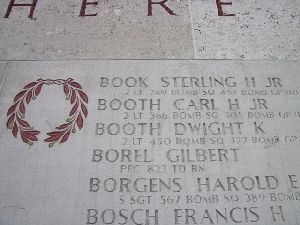 HERE
BOOK STERLING H JR
2 LT 749 BOMB SQ 457 BOMB GP
BOOTH CARL H JR
2 LT 366 BOMB SQ 305 BOMB GP
BOOTH DWIGHT K
2 LT 450 BOMB SQ 322 BOMB
BOREL GILBERT
PFC 823 TD BN
BORGENS HAROLD E
S SGT 567 BOMB SQ 389 BOMB
BOSCH FRANCIS H